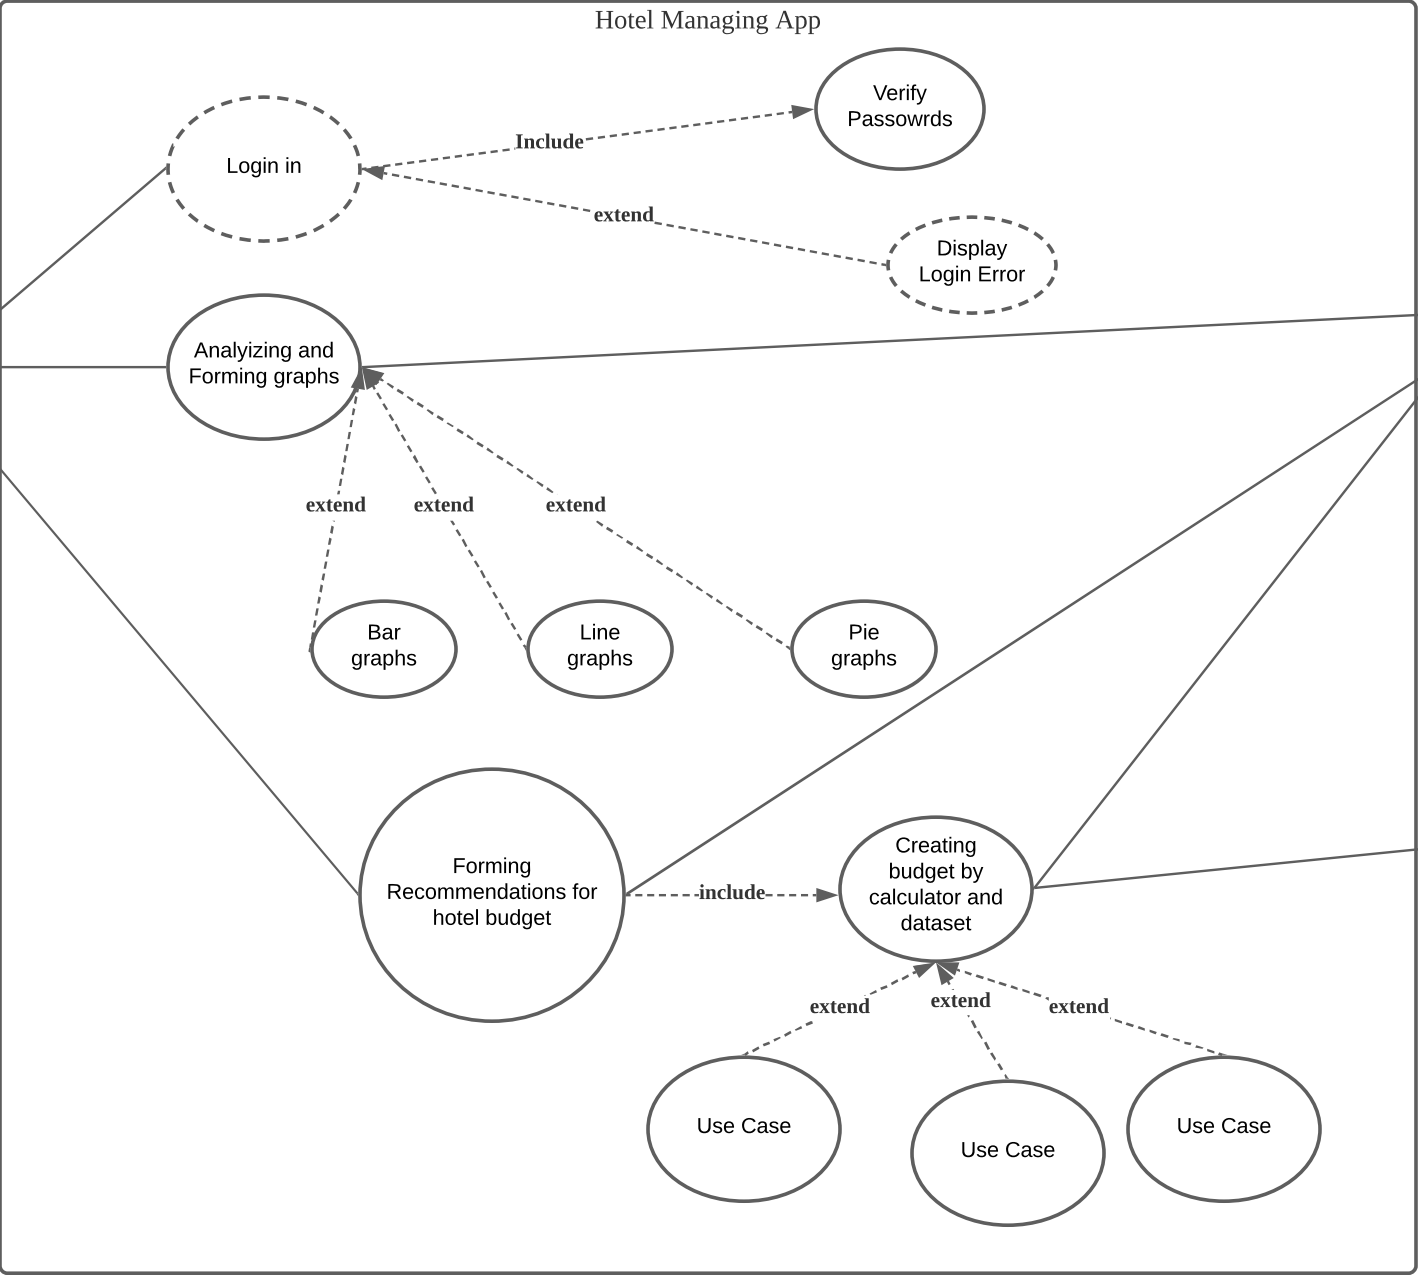 Hotel Managing App
Verify
Passowrds
Include
Login in
extend
Display
Login Error
Analyizing and
Forming graphs
extend
extend
extend
Bar
graphs
Line
graphs
Pie
graphs
Forming
Recommendations for
hotel budget
include
Creating
budget by
calculator and
dataset
extend
extend
extend
Use Case
Use Case
Use Case